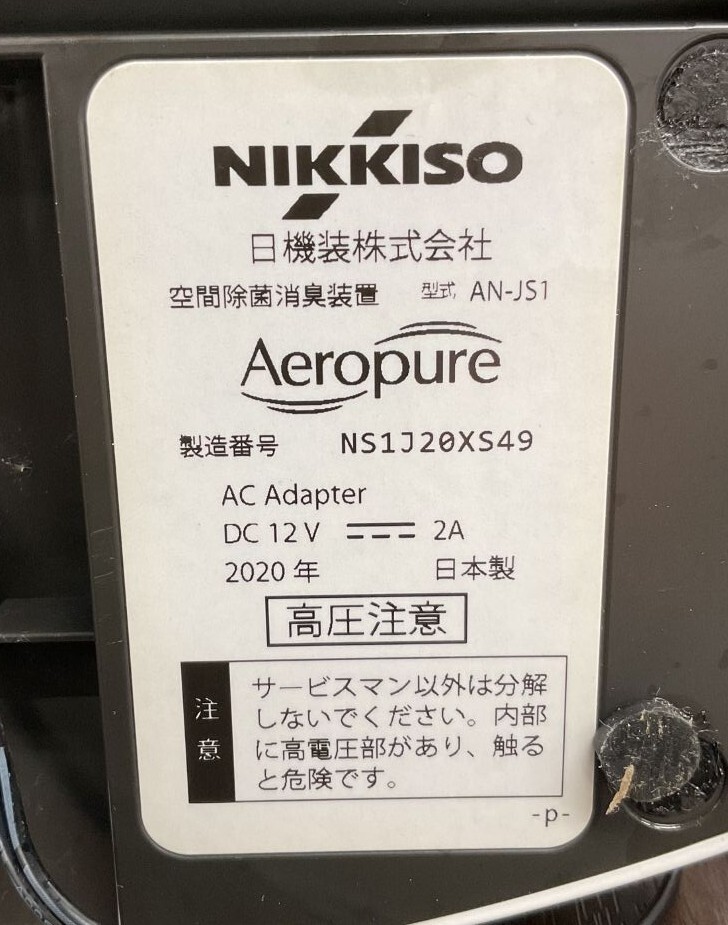 NIKKISO
日機装株式会社
空間除菌消臭装置 型式 AN-JS1
Aeropure
製造番号 NS1J20XS49
AC Adapter
DC 12 V ⎓ 2A
2020 年 日本製
高圧注意
注意
サービスマン以外は分解
しないでください。内部
に高電圧部があり、触る
と危険です。
-p-